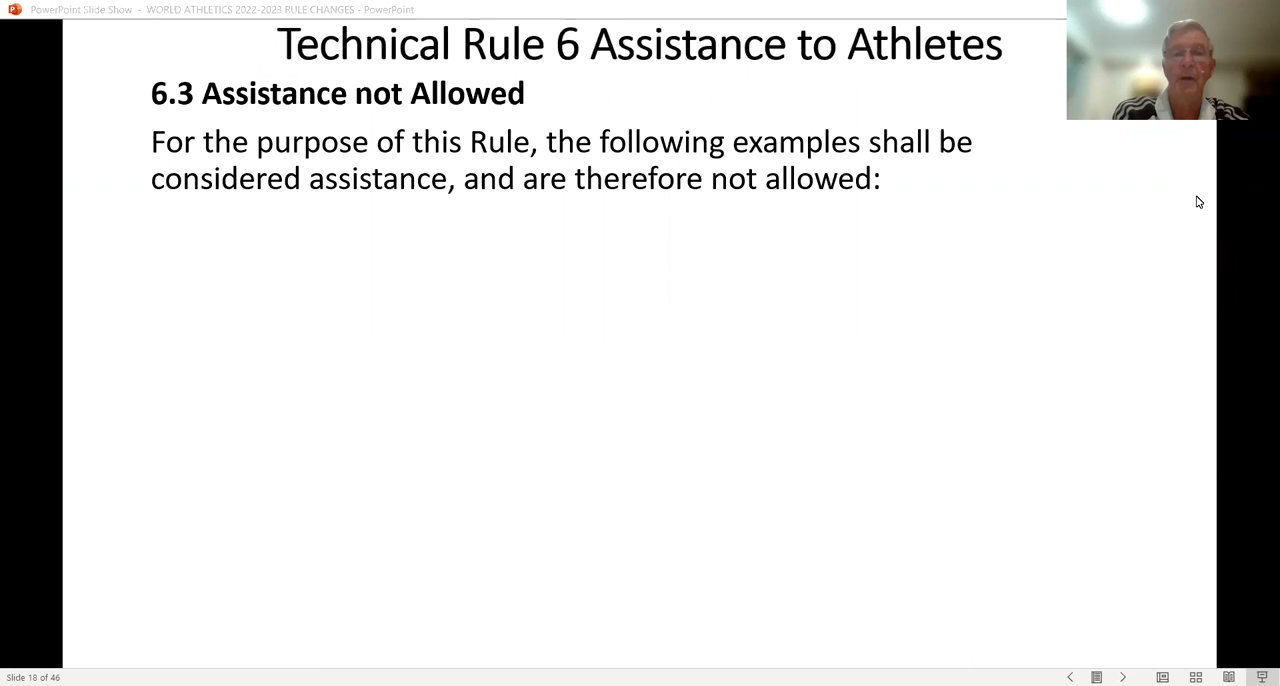 PowerPoint Slide Show - WORLD ATHLETICS 2022-2023 RULE CHANGES - PowerPoint
Technical Rule 6 Assistance to Athletes
6.3 Assistance not Allowed
For the purpose of this Rule, the following examples shall be
considered assistance, and are therefore not allowed:
Slide 18 of 46